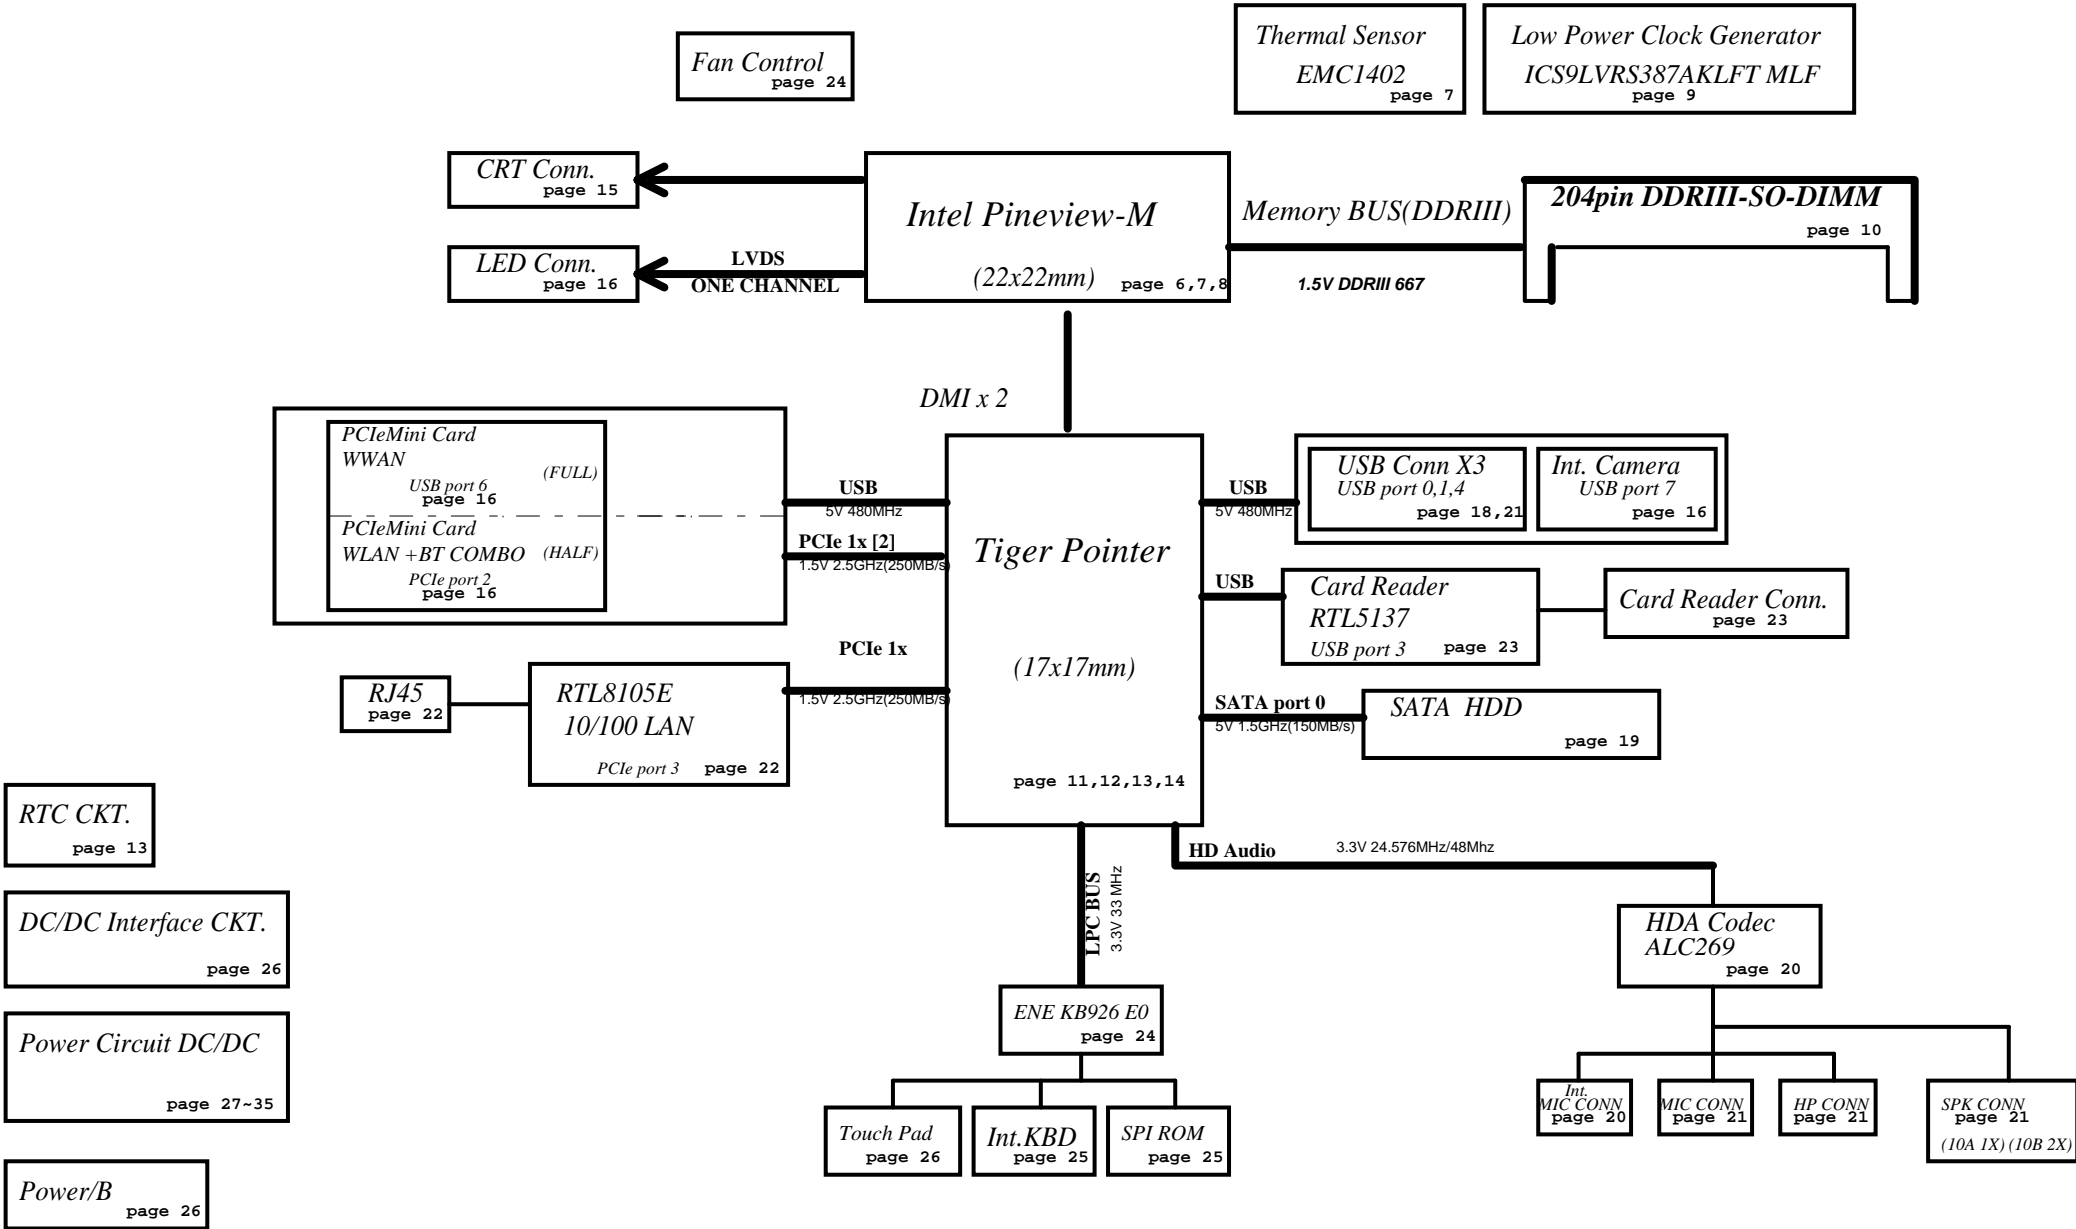 Fan Control
page 24
Thermal Sensor
EMC1402
page 7
Low Power Clock Generator
ICS9LVRS387AKLFT MLF
page 9
CRT Conn.
page 15
LED Conn.
page 16
LVDS
ONE CHANNEL
Intel Pineview-M
(22x22mm)
page 6,7,8
Memory BUS(DDRIII)
1.5V DDRIII 667
204pin DDRIII-SO-DIMM
page 10
DMI x 2
PCIeMini Card
WWAN
(FULL)
USB port 6
page 16
PCIeMini Card
WLAN +BT COMBO (HALF)
PCIe port 2
page 16
USB
5V 480MHz
PCIe 1x [2]
1.5V 2.5GHz(250MB/s)
PCIe 1x
1.5V 2.5GHz(250MB/s)
RJ45
page 22
RTL8105E
10/100 LAN
PCIe port 3 page 22
Tiger Pointer
(17x17mm)
page 11,12,13,14
USB
5V 480MHz
USB Conn X3
USB port 0,1,4
page 18,21
Int. Camera
USB port 7
page 16
USB
Card Reader
RTL5137
USB port 3 page 23
Card Reader Conn.
page 23
SATA port 0
5V 1.5GHz(150MB/s)
SATA HDD
page 19
RTC CKT.
page 13
DC/DC Interface CKT.
page 26
Power Circuit DC/DC
page 27~35
Power/B
page 26
LPC BUS
3.3V 33 MHz
HD Audio
3.3V 24.576MHz/48Mhz
ENE KB926 E0
page 24
Touch Pad
page 26
Int.KBD
page 25
SPI ROM
page 25
HDA Codec
ALC269
page 20
Int.
MIC CONN
page 20
MIC CONN
page 21
HP CONN
page 21
SPK CONN
page 21
(10A 1X) (10B 2X)